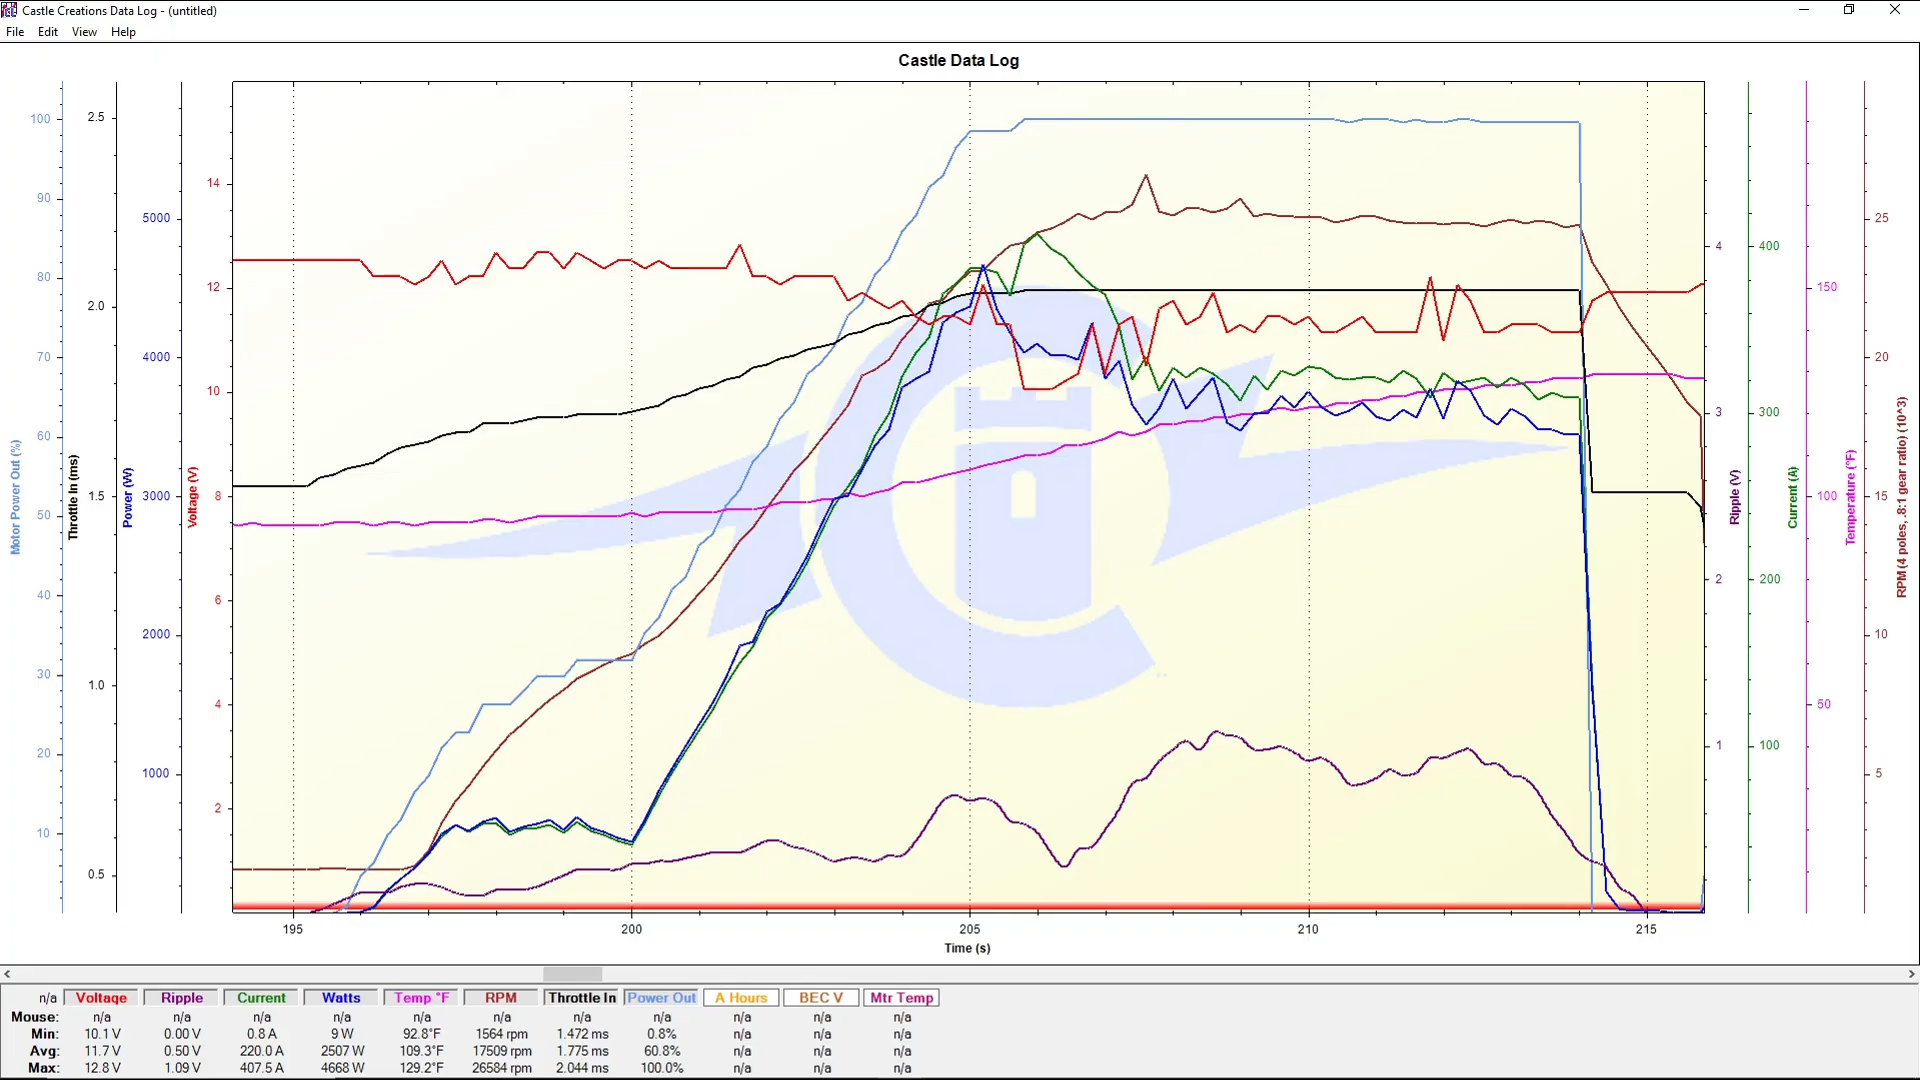 Castle Creations Data Log - (untitled)
File Edit View Help
Castle Data Log
100
90
80
70
60
50
40
30
20
10
Motor Power Out (%)
2.5
2.0
1.5
1.0
0.5
Throttle In (ms)
5000
4000
3000
2000
1000
Power (W)
14
12
10
8
6
4
2
Voltage (V)
4
3
2
1
Ripple (V)
400
300
200
100
Current (A)
150
100
50
Temperature (°F)
25
20
15
10
5
RPM (4 poles, .8:1 gear ratio) (10^3)
195 200 205 210 215
Time (s)
n/a Voltage Ripple Current Watts Temp °F RPM Throttle In Power Out A Hours BEC V Mtr Temp
Mouse: n/a n/a n/a n/a n/a n/a n/a n/a n/a n/a n/a
Min: 10.1 V 0.00 V 0.8 A 9 W 92.8°F 1564 rpm 1.472 ms 0.8% n/a n/a n/a
Avg: 11.7 V 0.50 V 220.0 A 2507 W 109.3°F 17509 rpm 1.775 ms 60.8% n/a n/a n/a
Max: 12.8 V 1.09 V 407.5 A 4668 W 129.2°F 26584 rpm 2.044 ms 100.0% n/a n/a n/a